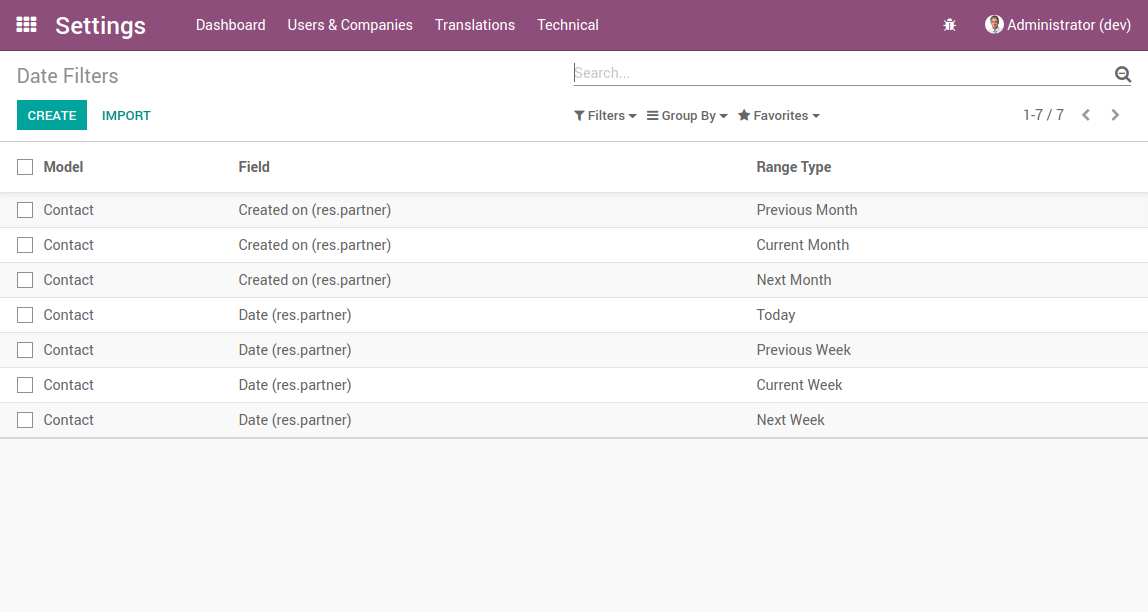 Settings Dashboard Users & Companies Translations Technical Administrator (dev)
Date Filters Search...
CREATE IMPORT Filters Group By Favorites 1-7 / 7
Model Field Range Type
Contact Created on (res.partner) Previous Month
Contact Created on (res.partner) Current Month
Contact Created on (res.partner) Next Month
Contact Date (res.partner) Today
Contact Date (res.partner) Previous Week
Contact Date (res.partner) Current Week
Contact Date (res.partner) Next Week